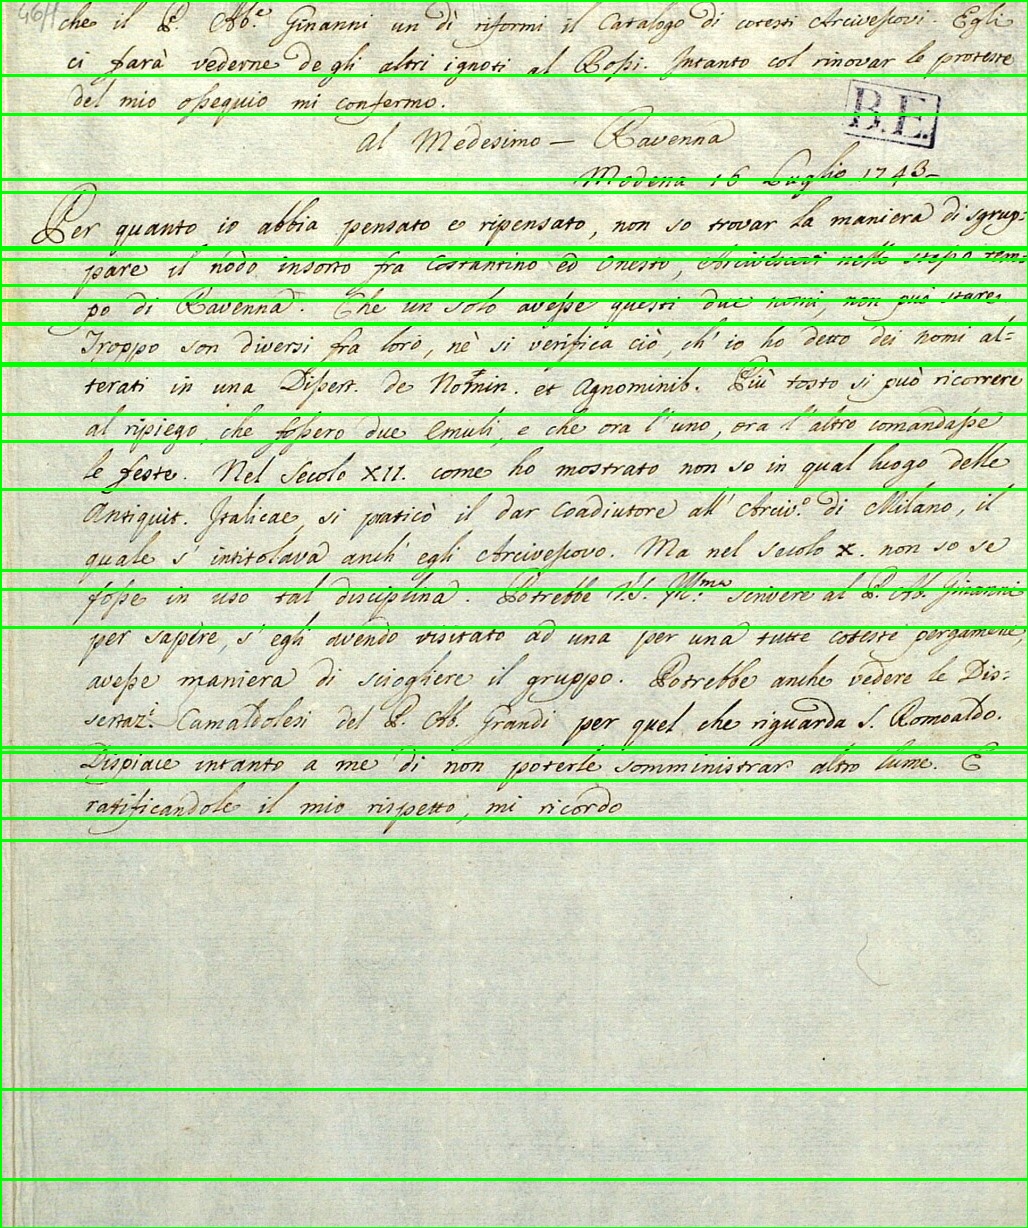 che il P. Ab.e Ginanni un dì riformi il Catalogo di cotesti Arcivescovi. Egli
ci farà vederne degli altri ignoti al Rossi. Intanto col rinovar le proteste
del mio ossequio mi confermo.
B.E.
Al Medesimo — Ravenna
Modena 16 Luglio 1743
Per quanto io abbia pensato e ripensato, non so trovar la maniera di sgrup:
pare il nodo insorto fra Costantino ed Onesto, Arcivescovi nello stesso tem:
po di Ravenna. Che un solo avesse questi due nomi, non può stare.
Troppo son diversi fra loro, nè si verifica ciò, ch' io ho detto dei nomi al:
terati in una Dissert. de Nomin. et Agnominib. Più tosto si può ricorrere
al ripiego, che fossero due Emuli, e che ora l' uno, ora l' altro comandasse
le feste. Nel Secolo XII. come ho mostrato non so in qual luogo delle
Antiquit. Italicae, si praticò il dar Coadiutore all' Arciv.o di Milano, il
quale s' intitolava anch' egli Arcivescovo. Ma nel secolo X. non so se
fosse in uso tal disciplina. Potrebbe V.S. Ill.ma scrivere al P. Ab. Ginanni
per sapere, s' egli avendo visitato ad una per una tutte coteste pergamene,
avesse maniera di sciogliere il gruppo. Potrebbe anche vedere le Dis:
sertaz.i Camaldolesi del P. Ab. Grandi per quel che riguarda S. Romoaldo.
Dispiace intanto a me di non poterle somministrar altro lume. E
ratificandole il mio rispetto, mi ricordo